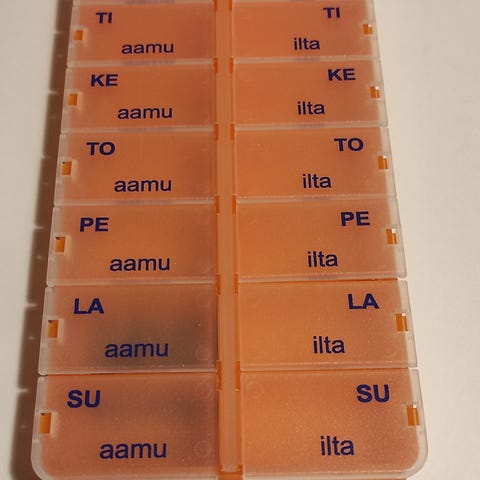 TI TI
aamu ilta
KE KE
aamu ilta
TO TO
aamu ilta
PE PE
aamu ilta
LA LA
aamu ilta
SU SU
aamu ilta